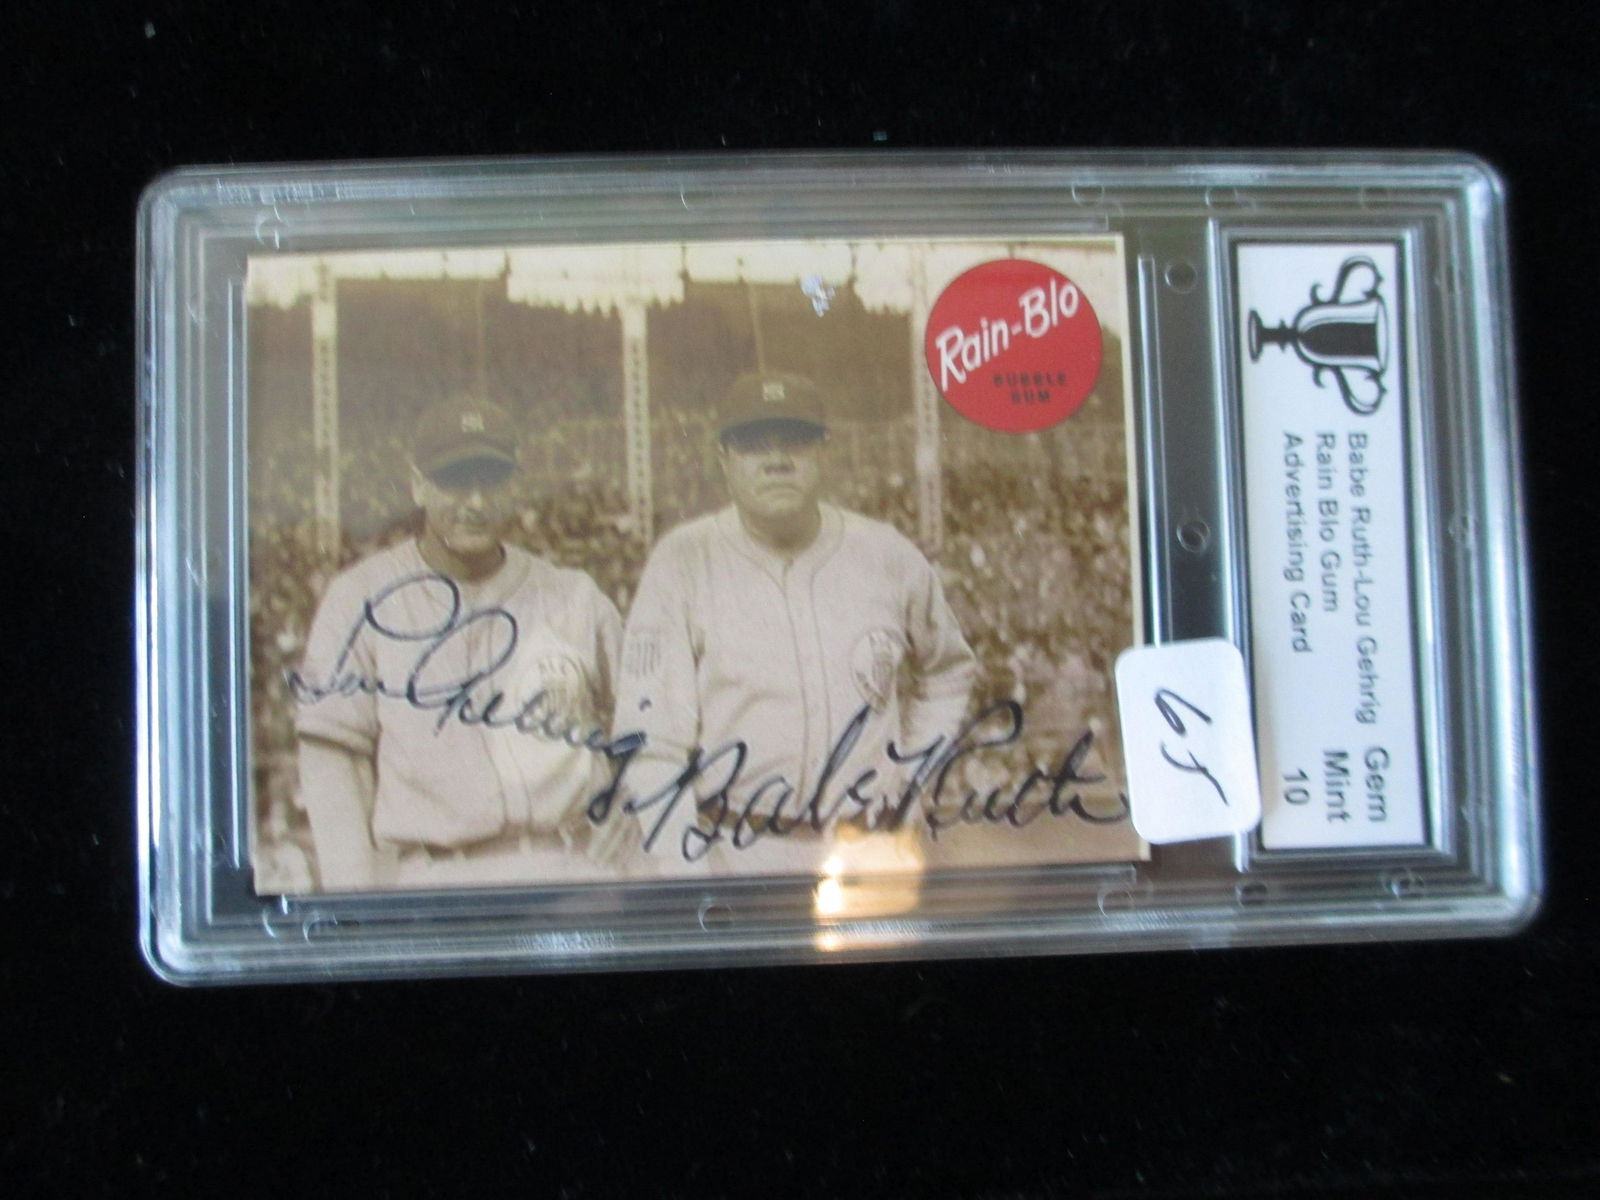 Rain-Blo
BUBBLE
GUM
Lou Gehrig
Babe Ruth
65
Babe Ruth-Lou Gehrig Gem
Rain Blo Gum Mint
Advertising Card 10